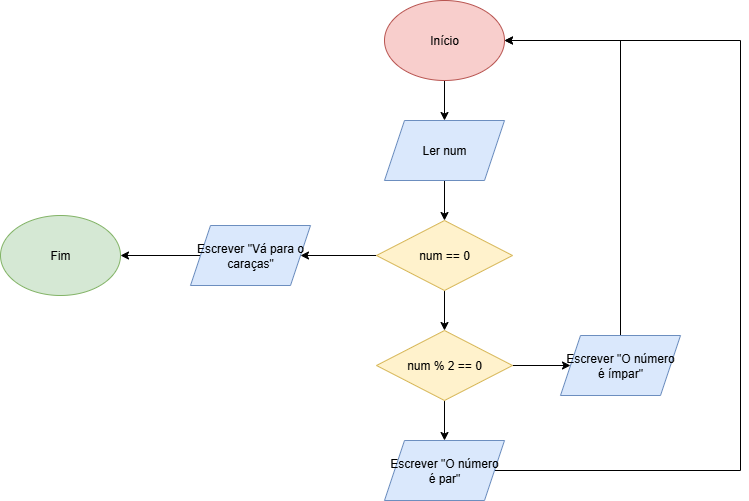 Início
Ler num
num == 0
Escrever "Vá para o
caraças"
Fim
num % 2 == 0
Escrever "O número
é ímpar"
Escrever "O número
é par"